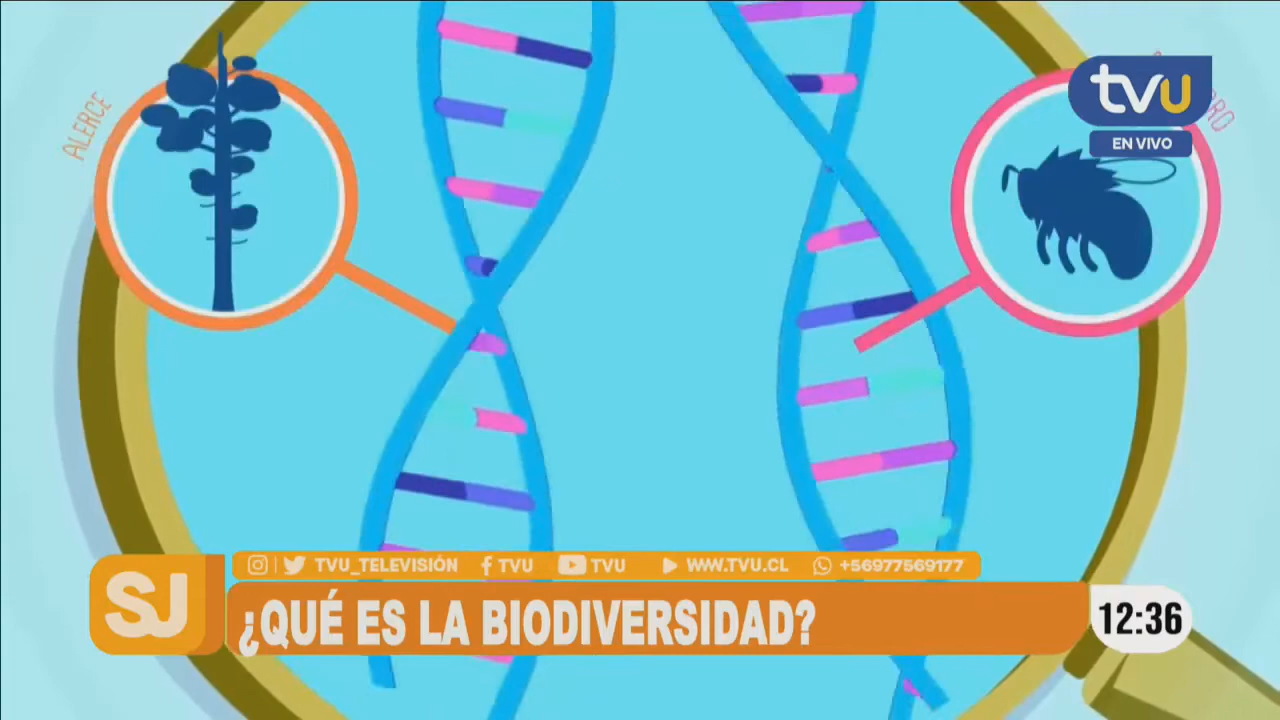 ALERCE
tvu
EN VIVO
TVU_TELEVISIÓN TVU TVU WWW.TVU.CL +56977569177
SJ
¿QUÉ ES LA BIODIVERSIDAD?
12:36